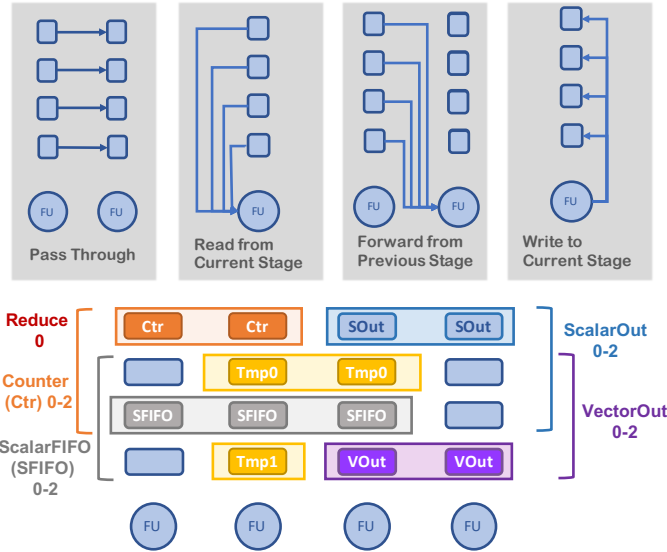 FU FU FU FU FU FU
Pass Through
Read from
Current Stage
Forward from
Previous Stage
Write to
Current Stage
Reduce
0
Counter
(Ctr) 0-2
ScalarFIFO
(SFIFO)
0-2
Ctr Ctr SOut SOut
Tmp0 Tmp0
SFIFO SFIFO SFIFO
Tmp1 VOut VOut
ScalarOut
0-2
VectorOut
0-2
FU FU FU FU